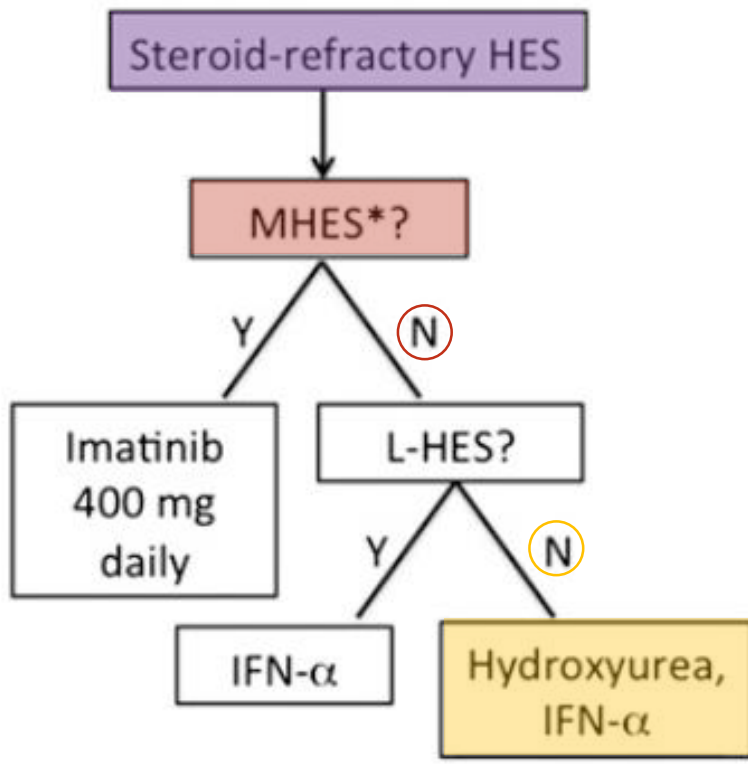 Steroid-refractory HES
MHES*?
Y
N
Imatinib
400 mg
daily
L-HES?
Y
N
IFN-α
Hydroxyurea,
IFN-α